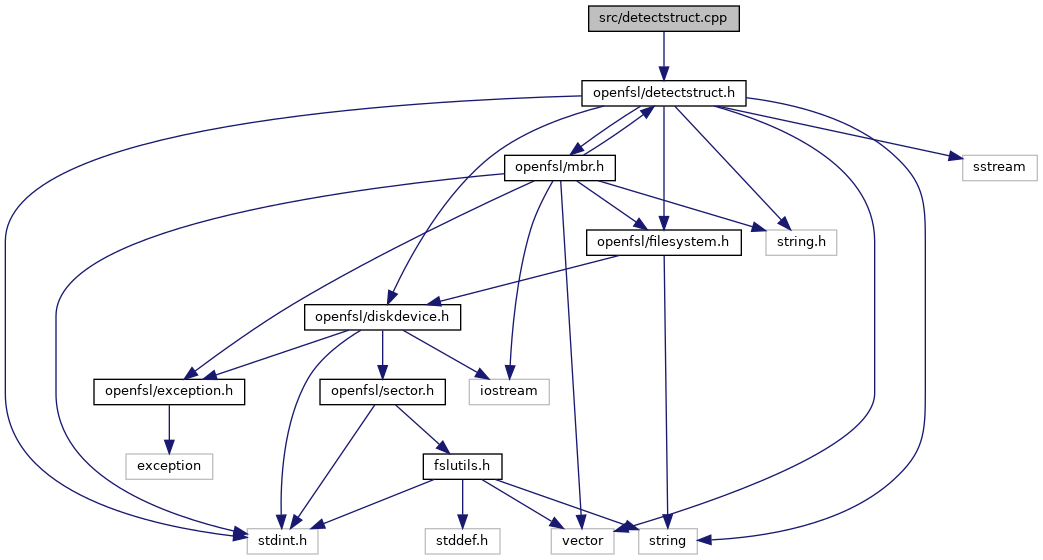 src/detectstruct.cpp
openfsl/detectstruct.h
openfsl/mbr.h
sstream
openfsl/filesystem.h
string.h
openfsl/diskdevice.h
openfsl/exception.h
openfsl/sector.h
iostream
exception
fslutils.h
stdint.h
stddef.h
vector
string